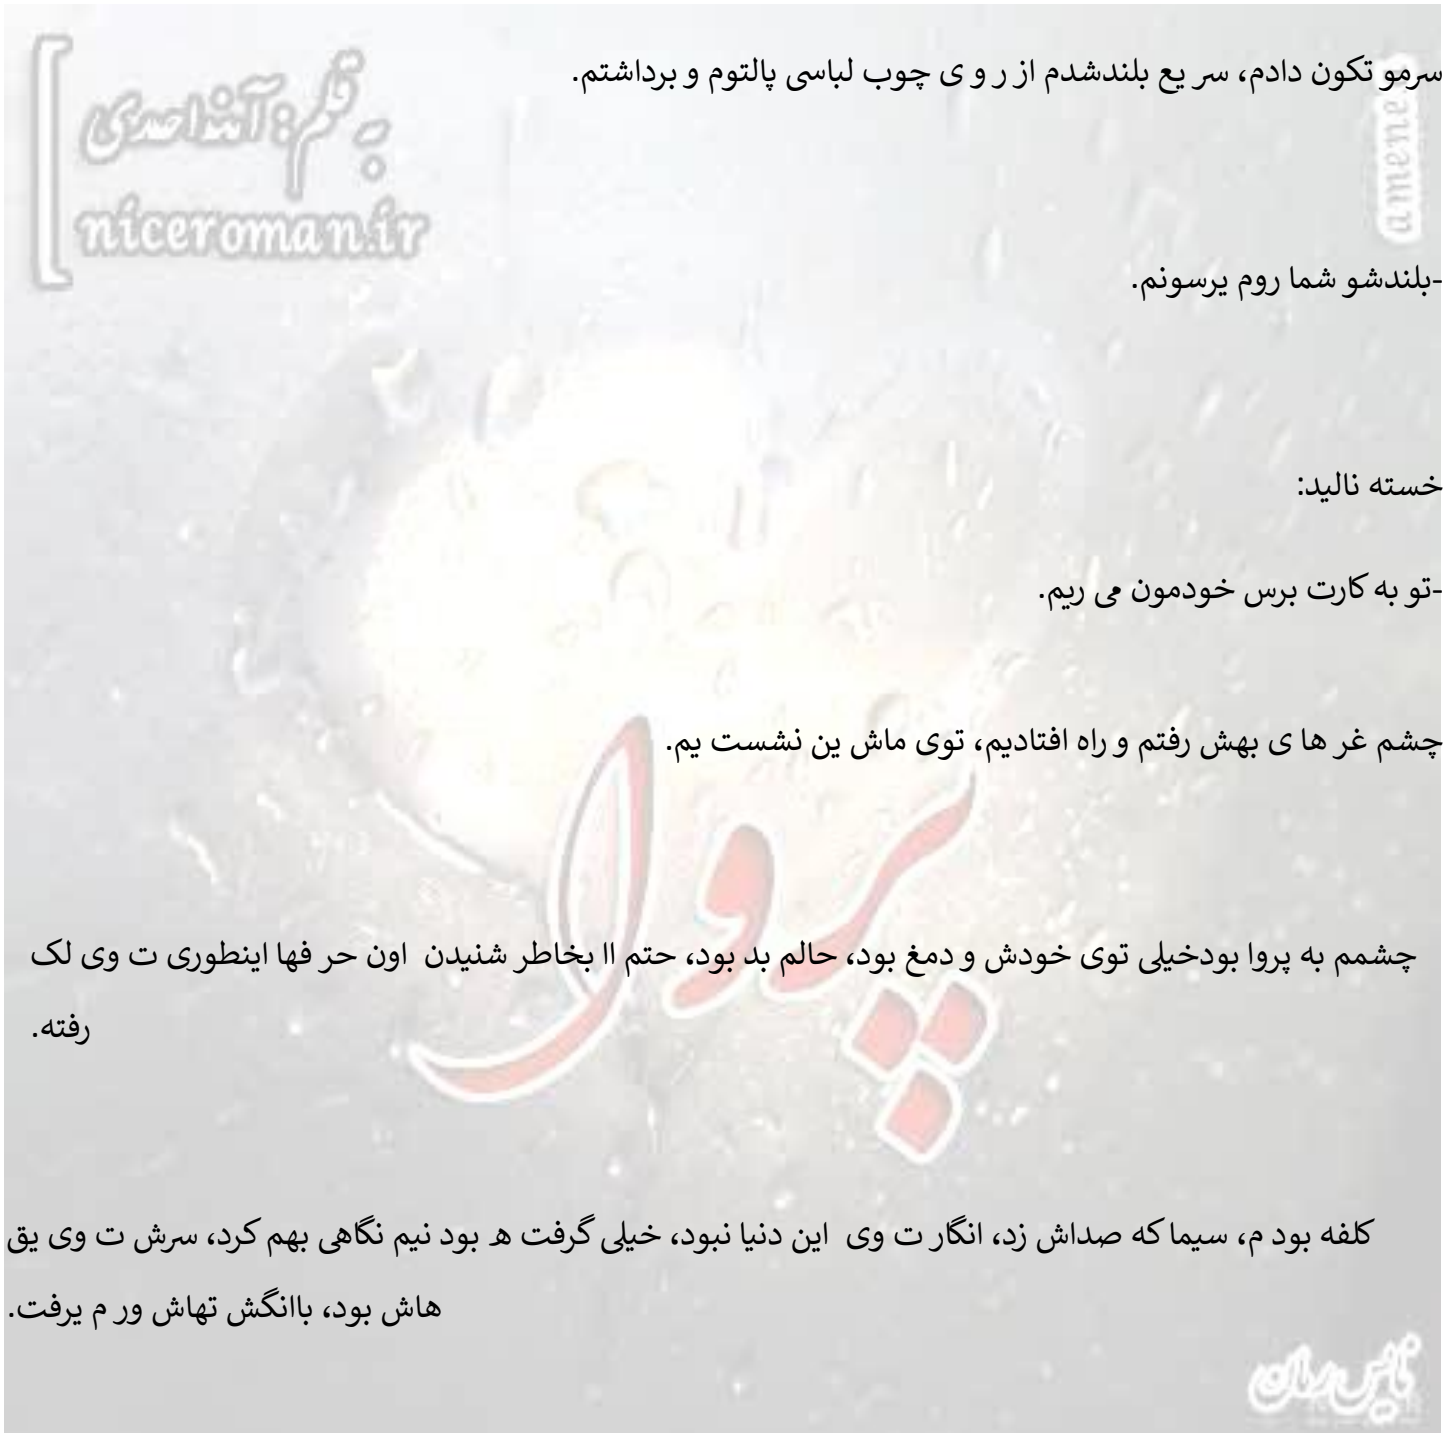 به قلم: آمنه احمدی
niceroman.ir
amene
سرمو تکون دادم، سر یع بلندشدم از ر و ی چوب لباسی پالتوم و برداشتم.
-بلندشو شما روم یرسونم.
خسته نالید:
-تو به کارت برس خودمون می ریم.
چشم غر ها ی بهش رفتم و راه افتادیم، توی ماش ین نشست یم.
پروا
چشمم به پروا بودخیلی توی خودش و دمغ بود، حالم بد بود، حتم اا بخاطر شنیدن اون حر فها اینطوری ت وی لک
رفته.
کلفه بود م، سیما که صداش زد، انگار ت وی این دنیا نبود، خیلی گرفت ه بود نیم نگاهی بهم کرد، سرش ت وی یق
هاش بود، باانگش تهاش ور م یرفت.
نایس رمان